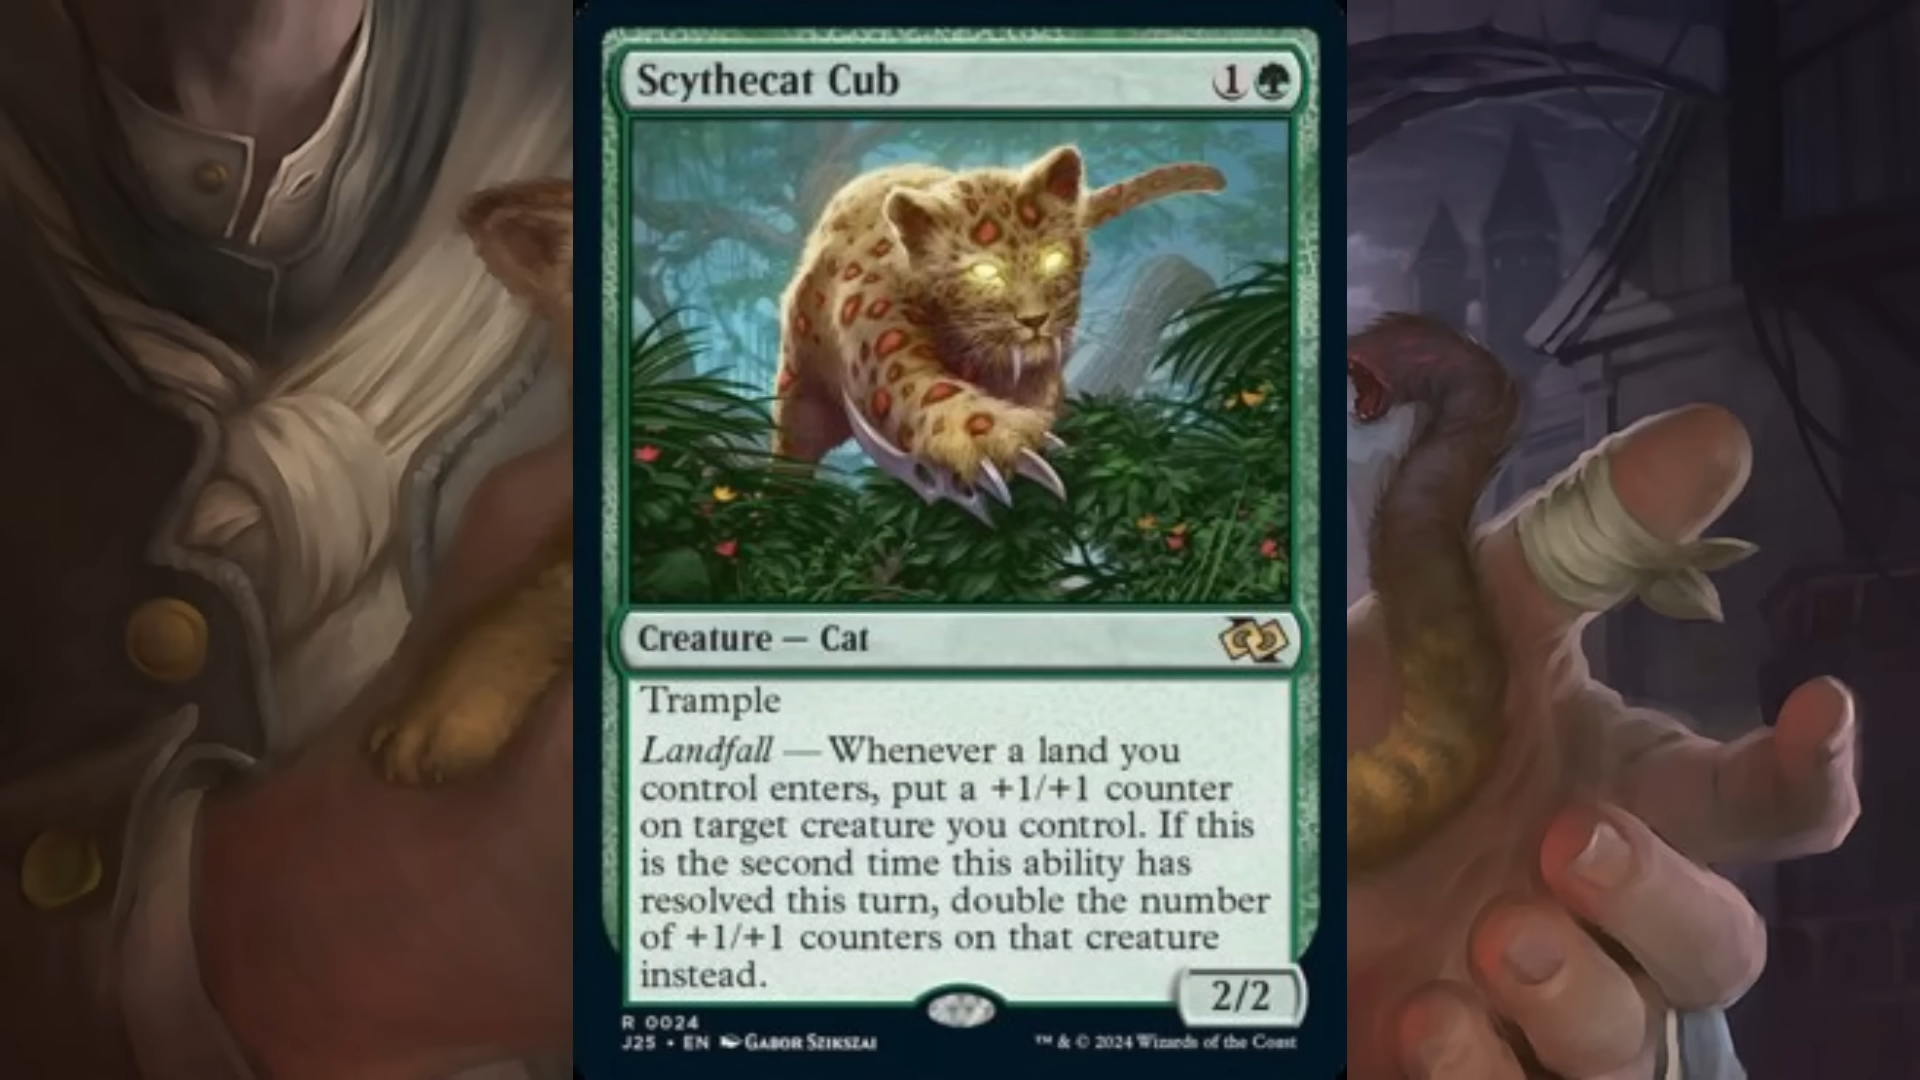 Scythecat Cub 1
Creature — Cat
Trample
Landfall — Whenever a land you
control enters, put a +1/+1 counter
on target creature you control. If this
is the second time this ability has
resolved this turn, double the number
of +1/+1 counters on that creature
instead.
2/2
R 0024
J25 • EN Gabor Szikszai
™ & © 2024 Wizards of the Coast